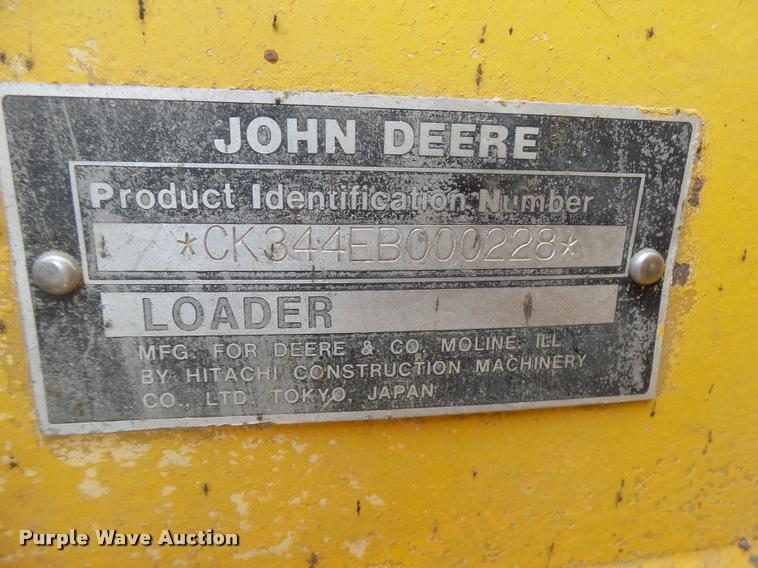 JOHN DEERE
Product Identification Number
*CK344EB000228*
LOADER
MFG. FOR DEERE & CO. MOLINE, ILL
BY HITACHI CONSTRUCTION MACHINERY
CO., LTD. TOKYO, JAPAN
Purple Wave Auction